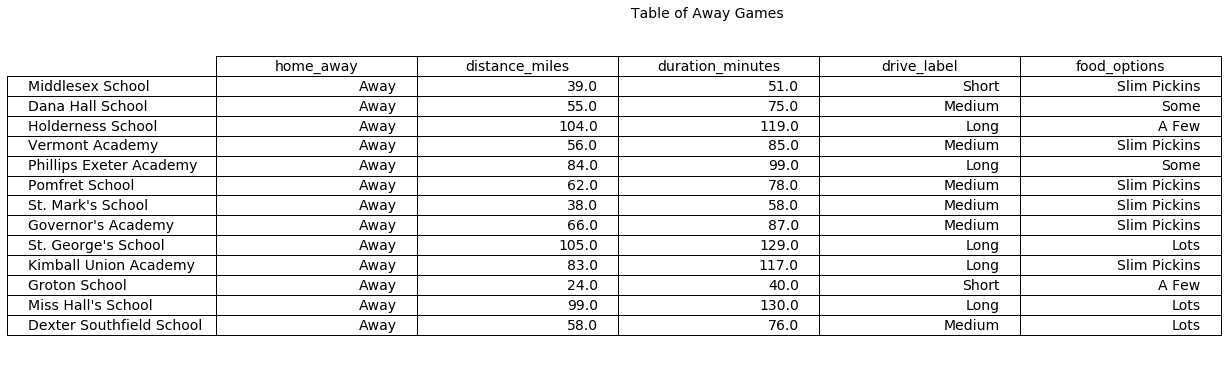 Table of Away Games
home_away distance_miles duration_minutes drive_label food_options
Middlesex School Away 39.0 51.0 Short Slim Pickins
Dana Hall School Away 55.0 75.0 Medium Some
Holderness School Away 104.0 119.0 Long A Few
Vermont Academy Away 56.0 85.0 Medium Slim Pickins
Phillips Exeter Academy Away 84.0 99.0 Long Some
Pomfret School Away 62.0 78.0 Medium Slim Pickins
St. Mark's School Away 38.0 58.0 Medium Slim Pickins
Governor's Academy Away 66.0 87.0 Medium Slim Pickins
St. George's School Away 105.0 129.0 Long Lots
Kimball Union Academy Away 83.0 117.0 Long Slim Pickins
Groton School Away 24.0 40.0 Short A Few
Miss Hall's School Away 99.0 130.0 Long Lots
Dexter Southfield School Away 58.0 76.0 Medium Lots